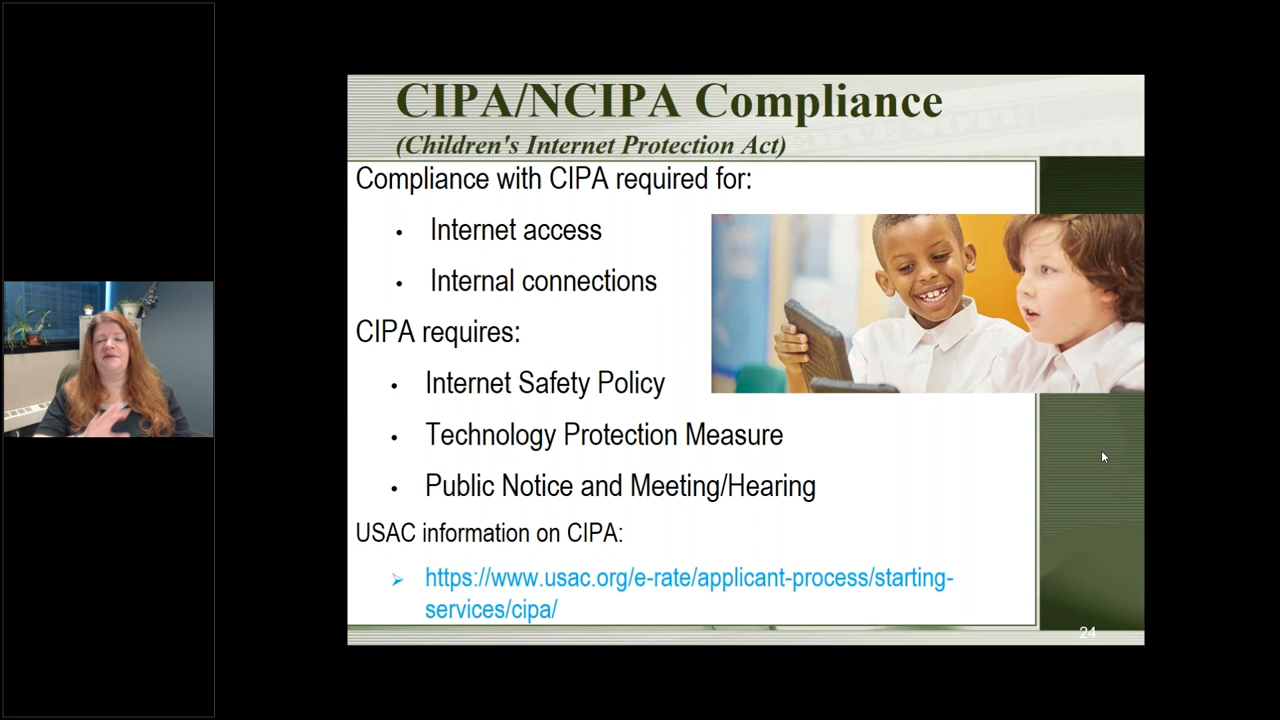 CIPA/NCIPA Compliance
(Children's Internet Protection Act)
Compliance with CIPA required for:
• Internet access
• Internal connections
CIPA requires:
• Internet Safety Policy
• Technology Protection Measure
• Public Notice and Meeting/Hearing
USAC information on CIPA:
➢ https://www.usac.org/e-rate/applicant-process/starting-
services/cipa/
24